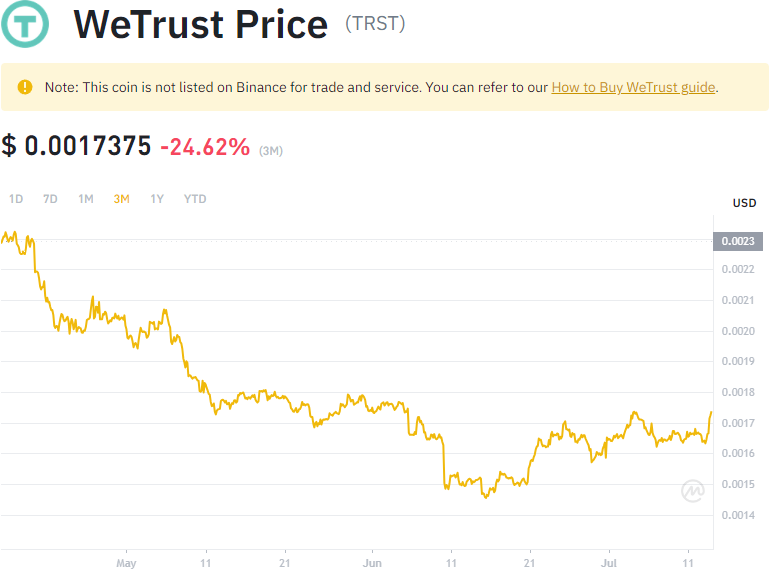 WeTrust Price (TRST)
Note: This coin is not listed on Binance for trade and service. You can refer to our How to Buy WeTrust guide.
$ 0.0017375 -24.62% (3M)
1D 7D 1M 3M 1Y YTD
USD
0.0023
0.0022
0.0021
0.0020
0.0019
0.0018
0.0017
0.0016
0.0015
0.0014
May 11 21 Jun 11 21 Jul 11